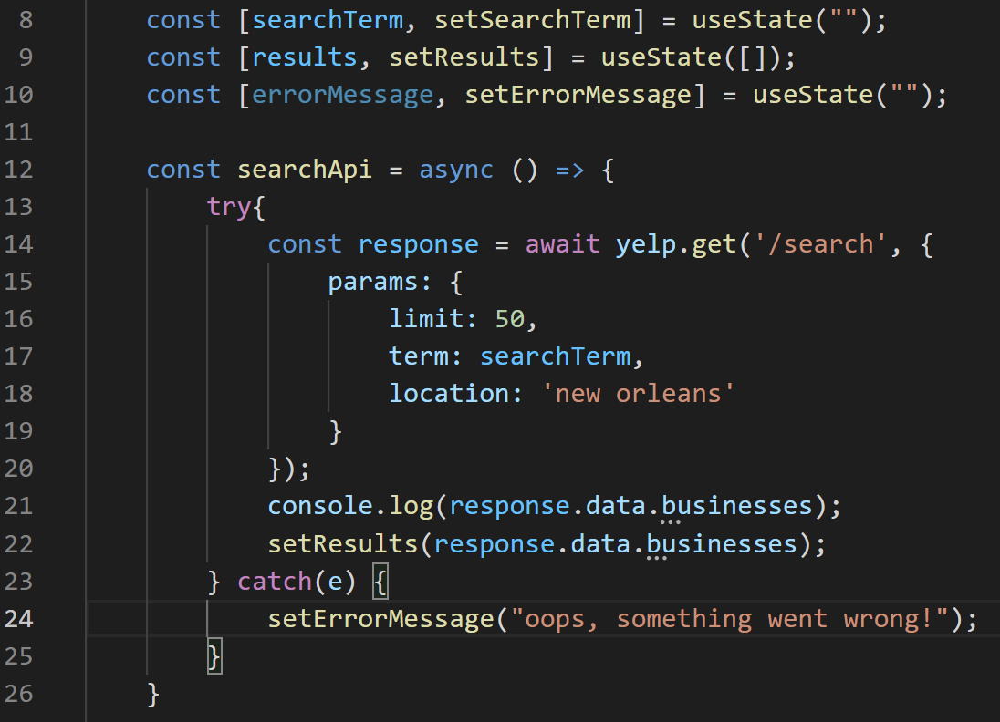 8 const [searchTerm, setSearchTerm] = useState("");
9 const [results, setResults] = useState([]);
10 const [errorMessage, setErrorMessage] = useState("");
11
12 const searchApi = async () => {
13 try{
14 const response = await yelp.get('/search', {
15 params: {
16 limit: 50,
17 term: searchTerm,
18 location: 'new orleans'
19 }
20 });
21 console.log(response.data.businesses);
22 setResults(response.data.businesses);
23 } catch(e) {
24 setErrorMessage("oops, something went wrong!");
25 }
26 }